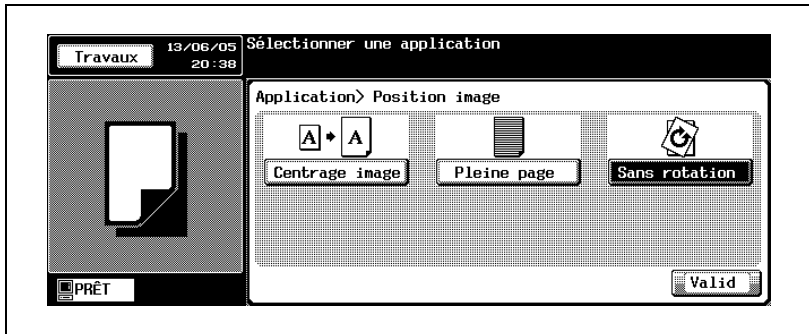 Travaux
13/06/05
20:38
Sélectionner une application
Application> Position image
A A
Centrage image
Pleine page
Sans rotation
PRÊT
Valid